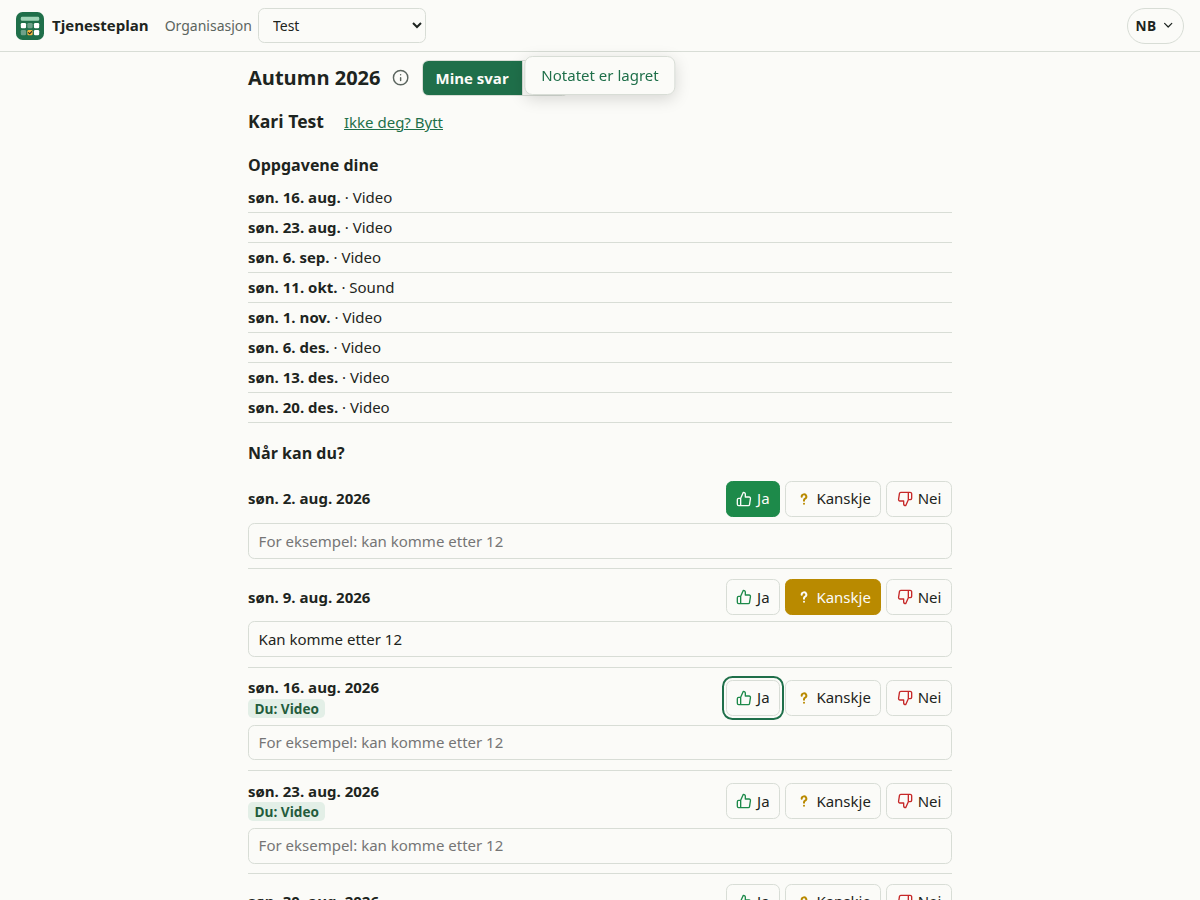 Tjenesteplan Organisasjon Test NB
Autumn 2026 Mine svar Notatet er lagret
Kari Test Ikke deg? Bytt
Oppgavene dine
søn. 16. aug. · Video
søn. 23. aug. · Video
søn. 6. sep. · Video
søn. 11. okt. · Sound
søn. 1. nov. · Video
søn. 6. des. · Video
søn. 13. des. · Video
søn. 20. des. · Video
Når kan du?
søn. 2. aug. 2026 Ja ? Kanskje Nei
For eksempel: kan komme etter 12
søn. 9. aug. 2026 Ja ? Kanskje Nei
Kan komme etter 12
søn. 16. aug. 2026 Ja ? Kanskje Nei
Du: Video
For eksempel: kan komme etter 12
søn. 23. aug. 2026 Ja ? Kanskje Nei
Du: Video
For eksempel: kan komme etter 12